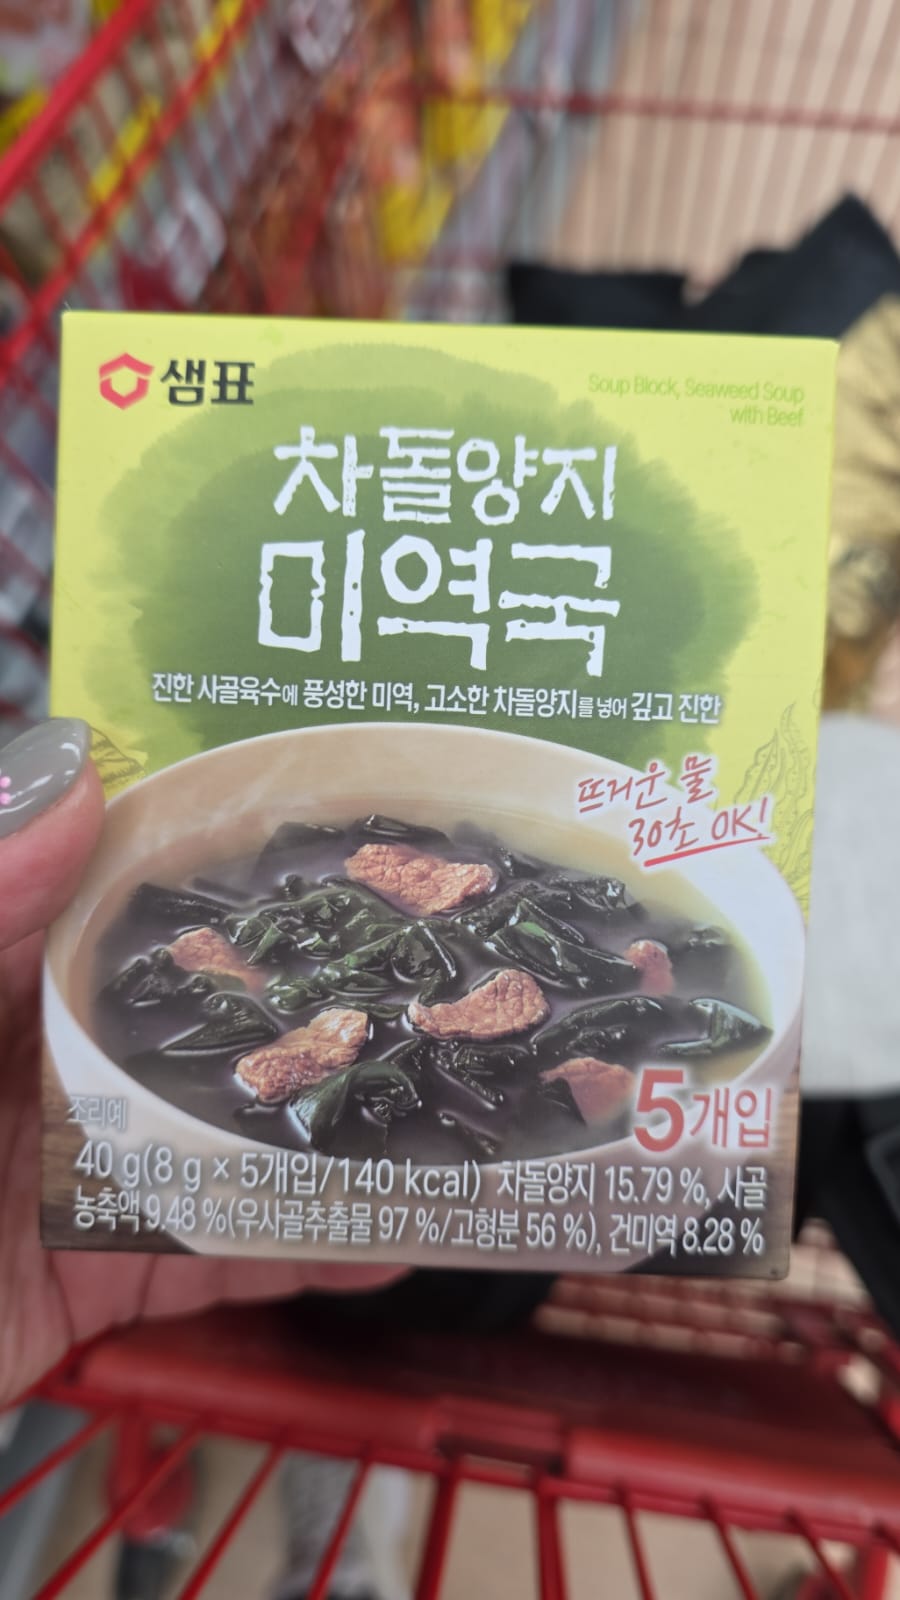 샘표
Soup Block, Seaweed Soup
with Beef
차돌양지
미역국
진한 사골육수에 풍성한 미역, 고소한 차돌양지를 넣어 깊고 진한
뜨거운 물
30초 OK!
5개입
조리예
40 g(8 g × 5개입/140 kcal) 차돌양지 15.79 %, 사골
농축액 9.48 %(우사골추출물 97 %/고형분 56 %), 건미역 8.28 %